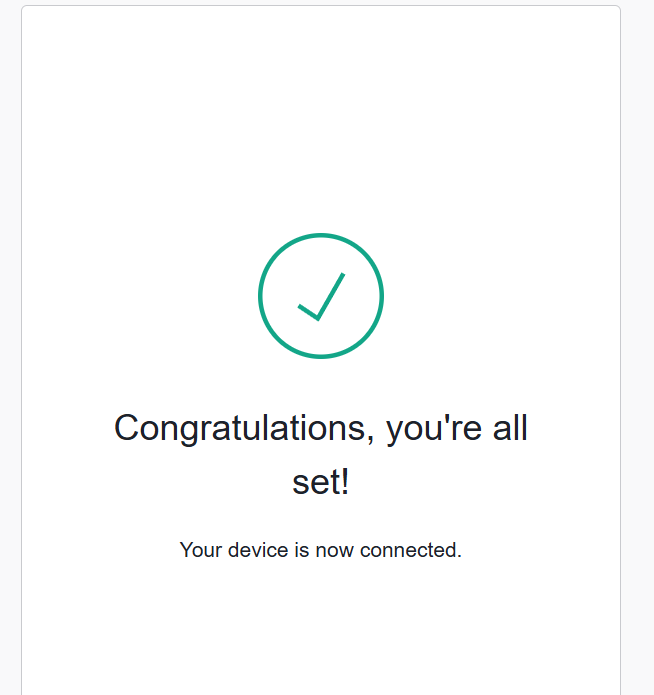 Congratulations, you're all
set!
Your device is now connected.